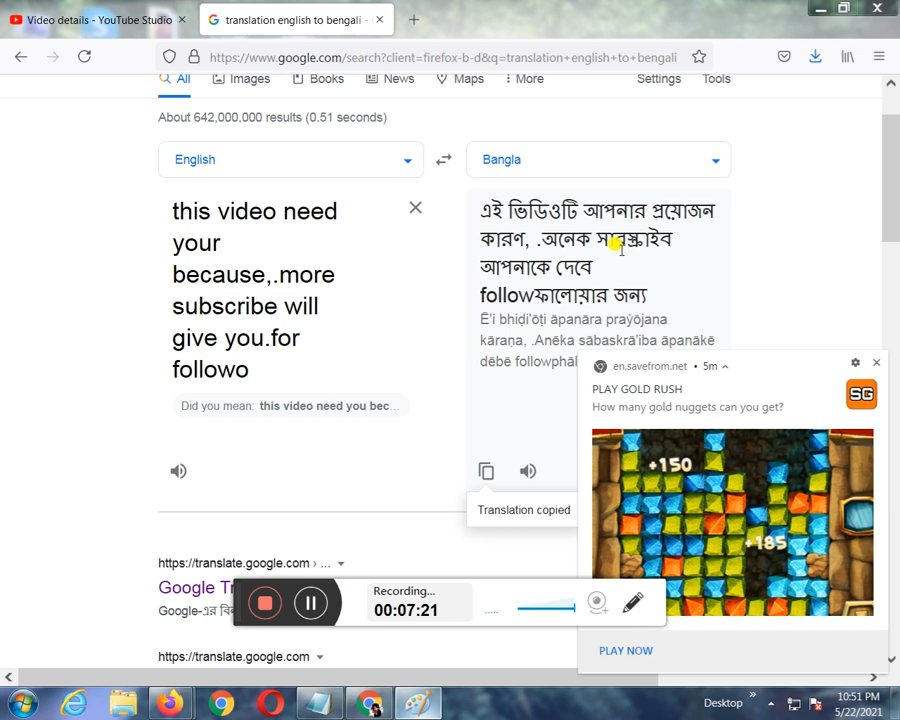 Video details - YouTube Studio
translation english to bengali -
https://www.google.com/search?client=firefox-b-d&q=translation+english+to+bengali
All Images Books News Maps More Settings Tools
About 642,000,000 results (0.51 seconds)
English
Bangla
this video need
your
because,.more
subscribe will
give you.for
followo
Did you mean: this video need you bec...
এই ভিডিওটি আপনার প্রয়োজন
কারণ, .অনেক সাবস্ক্রাইব
আপনাকে দেবে
followফালোয়ার জন্য
Ē'i bhiḍi'ōṭi āpanāra praẏōjana
kāraṇa, .Anēka sābaskrā'iba āpanākē
dēbē followphāl
Translation copied
en.savefrom.net • 5m
PLAY GOLD RUSH
How many gold nuggets can you get?
SG
+150
+185
PLAY NOW
https://translate.google.com › ...
Google Tr
Google-এর বি
Recording...
00:07:21
https://translate.google.com
Desktop
10:51 PM
5/22/2021